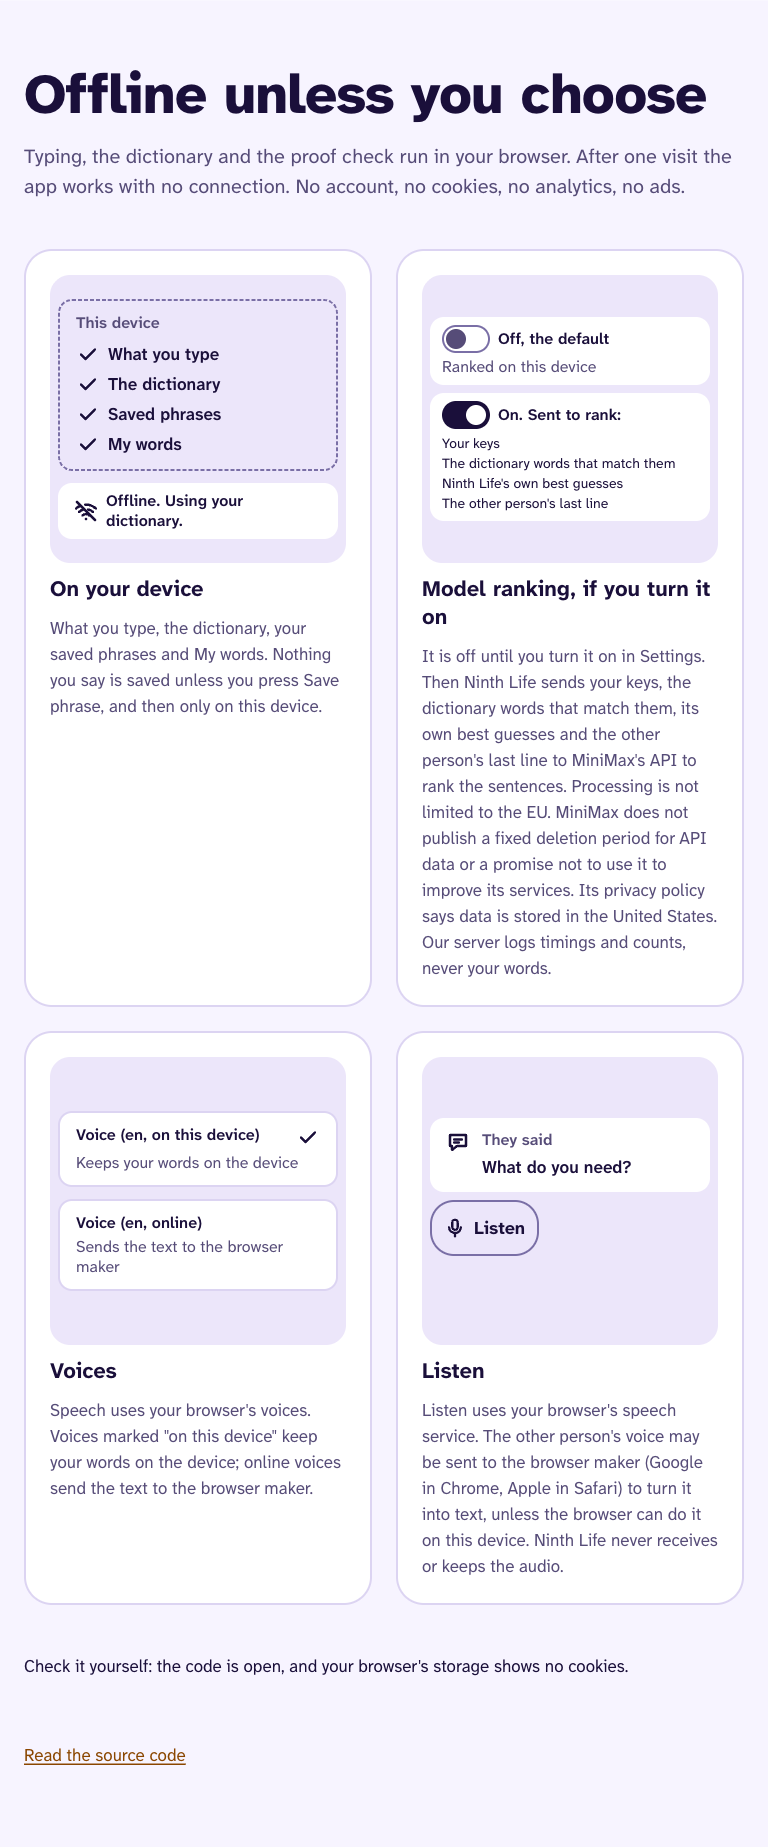 Offline unless you choose
Typing, the dictionary and the proof check run in your browser. After one visit the
app works with no connection. No account, no cookies, no analytics, no ads.
This device
What you type
The dictionary
Saved phrases
My words
Offline. Using your
dictionary.
On your device
What you type, the dictionary, your
saved phrases and My words. Nothing
you say is saved unless you press Save
phrase, and then only on this device.
Off, the default
Ranked on this device
On. Sent to rank:
Your keys
The dictionary words that match them
Ninth Life's own best guesses
The other person's last line
Model ranking, if you turn it
on
It is off until you turn it on in Settings.
Then Ninth Life sends your keys, the
dictionary words that match them, its
own best guesses and the other
person's last line to MiniMax's API to
rank the sentences. Processing is not
limited to the EU. MiniMax does not
publish a fixed deletion period for API
data or a promise not to use it to
improve its services. Its privacy policy
says data is stored in the United States.
Our server logs timings and counts,
never your words.
Voice (en, on this device)
Keeps your words on the device
Voice (en, online)
Sends the text to the browser
maker
Voices
Speech uses your browser's voices.
Voices marked "on this device" keep
your words on the device; online voices
send the text to the browser maker.
They said
What do you need?
Listen
Listen
Listen uses your browser's speech
service. The other person's voice may
be sent to the browser maker (Google
in Chrome, Apple in Safari) to turn it
into text, unless the browser can do it
on this device. Ninth Life never receives
or keeps the audio.
Check it yourself: the code is open, and your browser's storage shows no cookies.
Read the source code